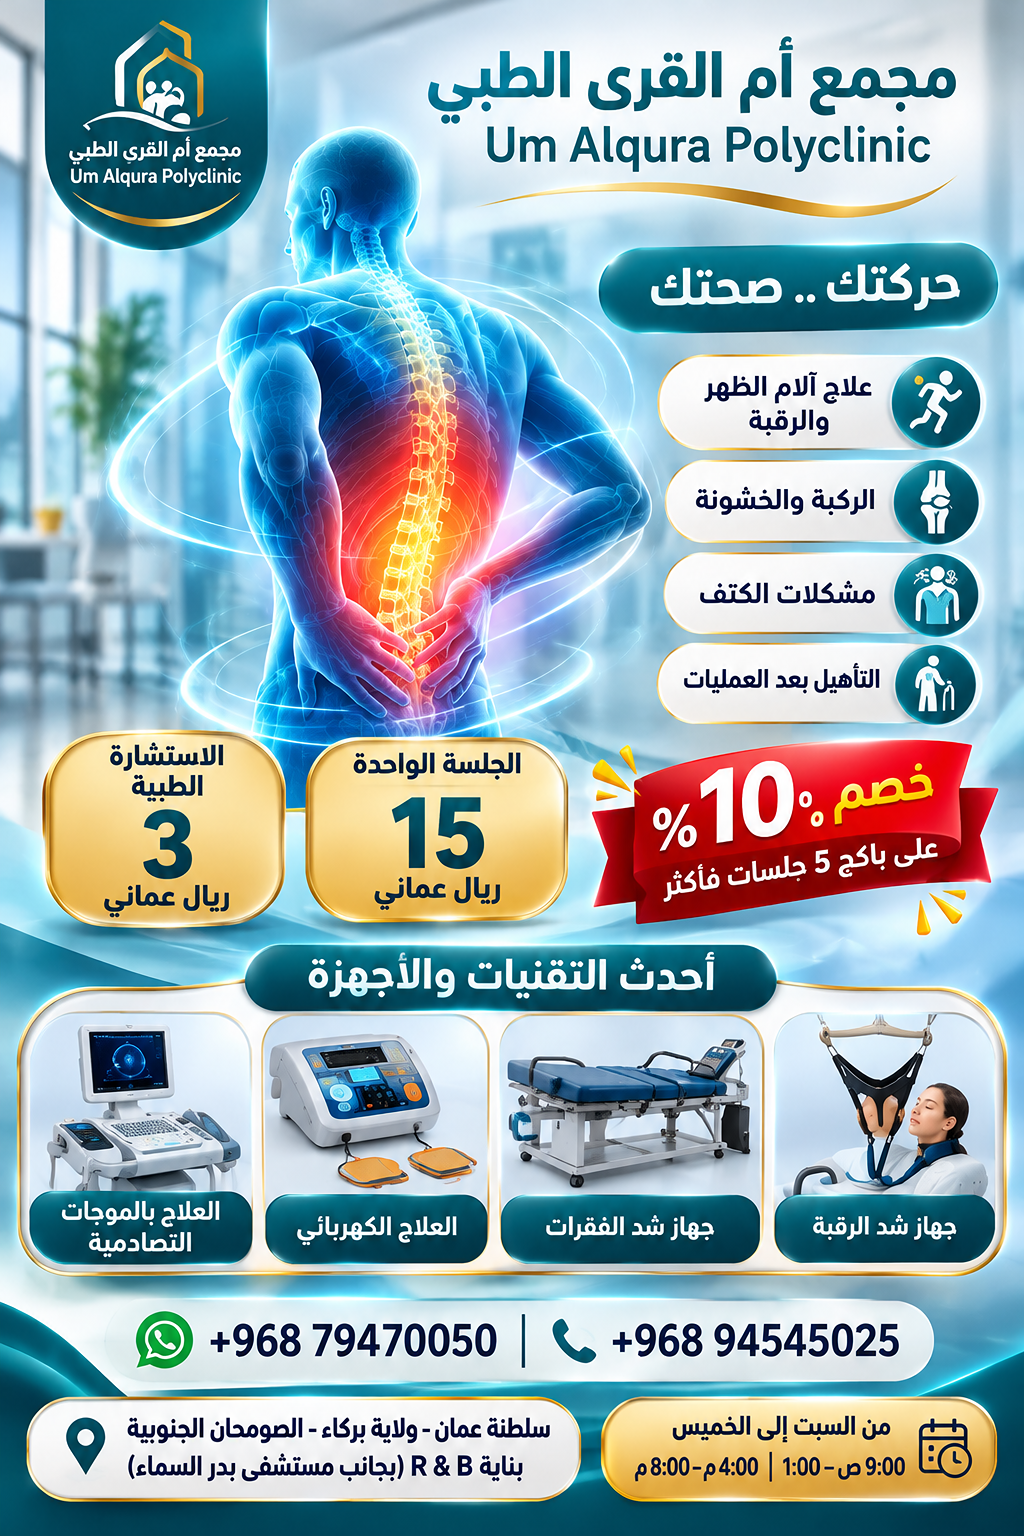 مجمع أم القرى الطبي
Um Alqura Polyclinic
مجمع أم القرى الطبي
Um Alqura Polyclinic
حركتك .. صحتك
علاج آلام الظهر
والرقبة
الركبة والخشونة
مشكلات الكتف
التأهيل بعد العمليات
الاستشارة
الطبية
3
ريال عماني
الجلسة الواحدة
15
ريال عماني
خصم 10%
على باكج 5 جلسات فأكثر
أحدث التقنيات والأجهزة
جهاز شد الرقبة
جهاز شد الفقرات
العلاج الكهربائي
العلاج بالموجات
التصادمية
+968 79470050 | +968 94545025
من السبت إلى الخميس
9:00 ص – 1:00 | 4:00 م – 8:00 م
سلطنة عمان - ولاية بركاء - الصومحان الجنوبية
بناية R & B (بجانب مستشفى بدر السماء)